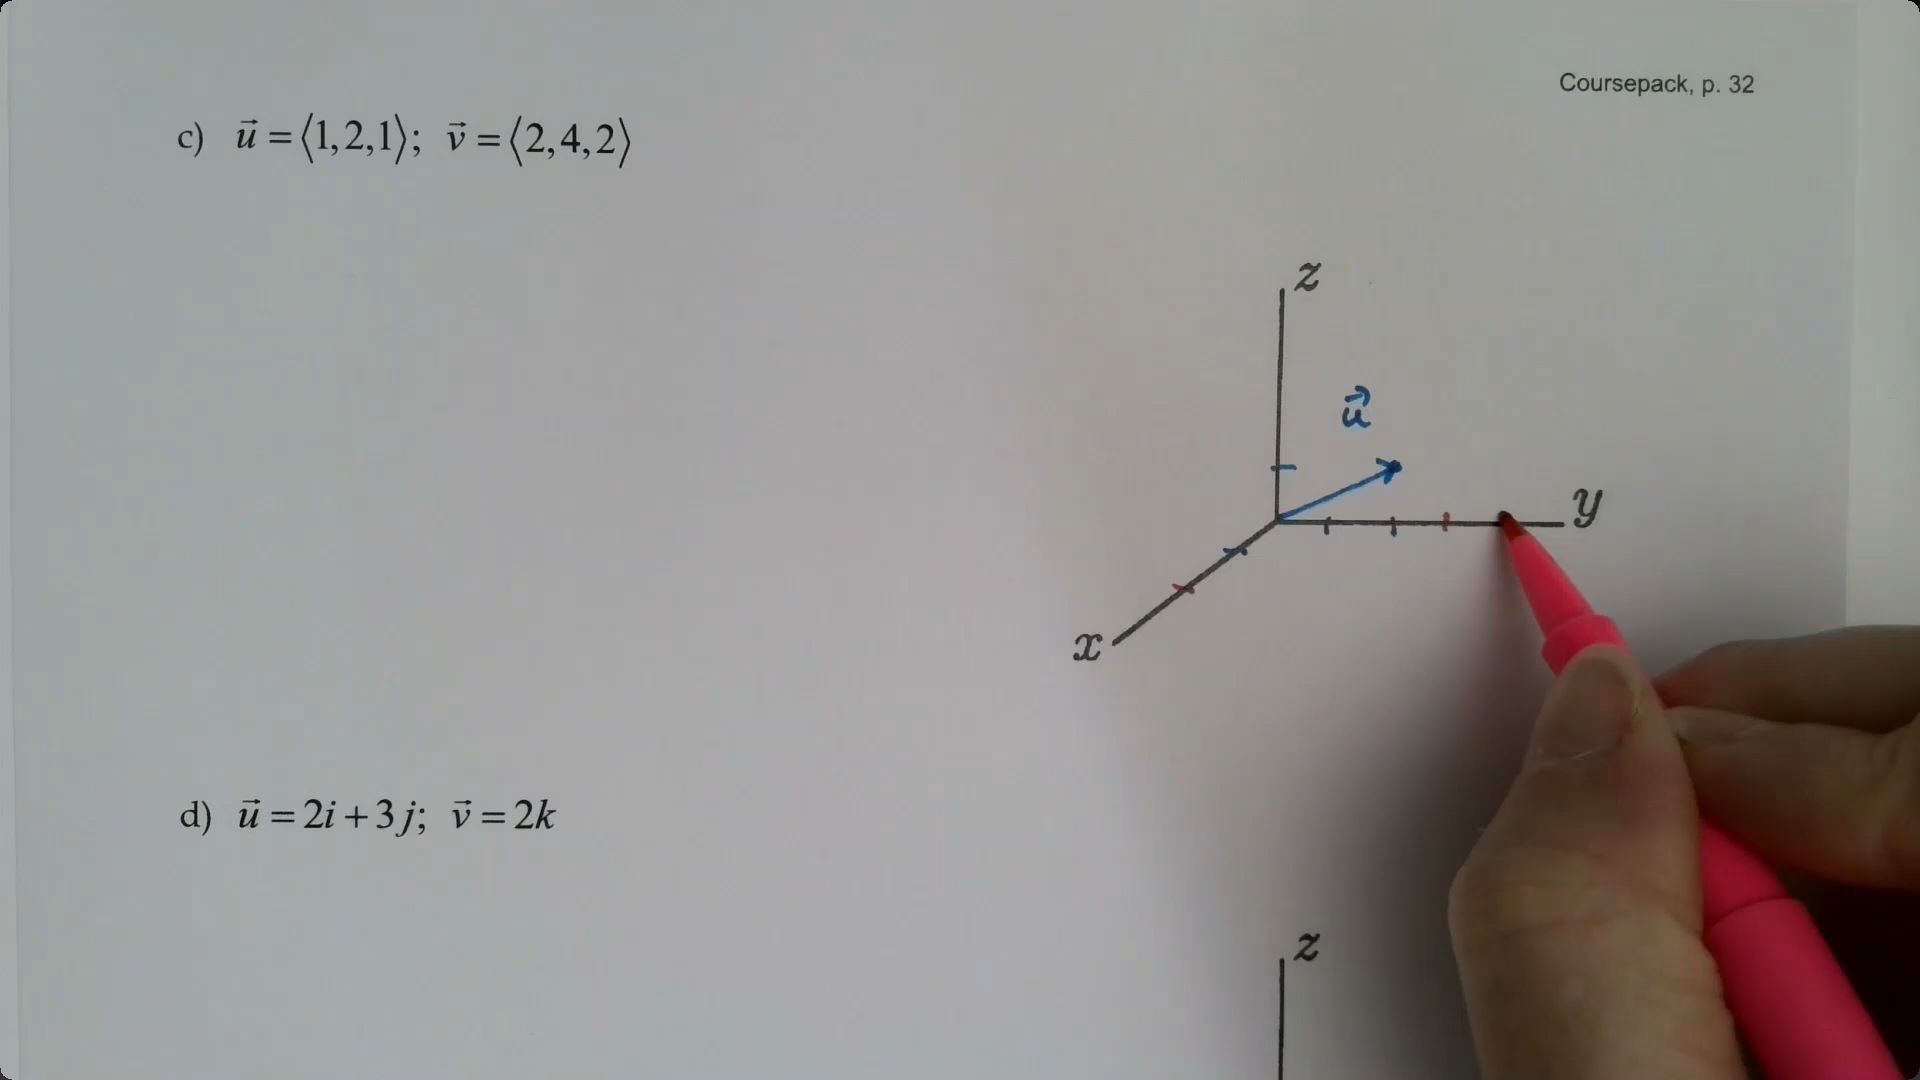 Coursepack, p. 32
c) u⃗ = ⟨1,2,1⟩; v⃗ = ⟨2,4,2⟩
z
u⃗
y
x
d) u⃗ = 2i + 3j; v⃗ = 2k
z